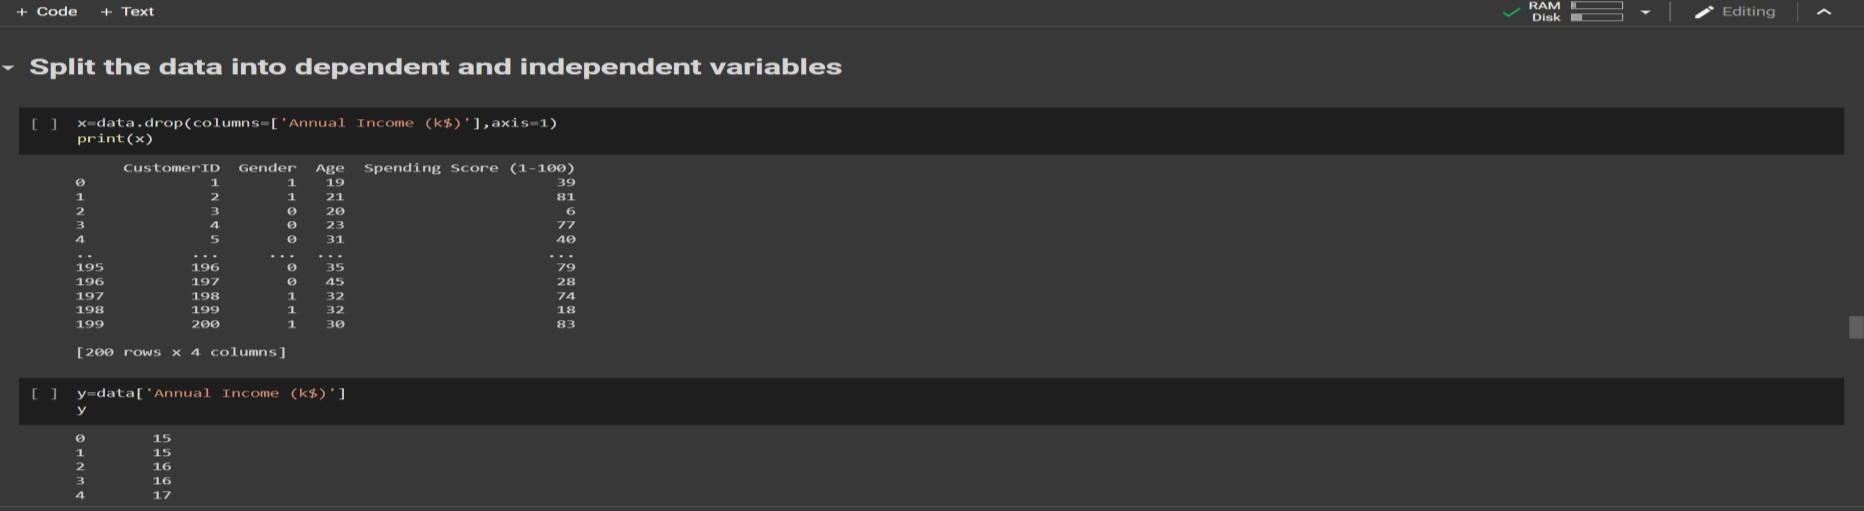 + Code + Text
RAM
Disk
Editing
Split the data into dependent and independent variables
[ ] x=data.drop(columns=['Annual Income (k$)'],axis=1)
print(x)
CustomerID Gender Age Spending Score (1-100)
0 1 1 19 39
1 2 1 21 81
2 3 0 20 6
3 4 0 23 77
4 5 0 31 40
.. ... ... ... ...
195 196 0 35 79
196 197 0 45 28
197 198 1 32 74
198 199 1 32 18
199 200 1 30 83
[200 rows x 4 columns]
[ ] y=data['Annual Income (k$)']
y
0 15
1 15
2 16
3 16
4 17